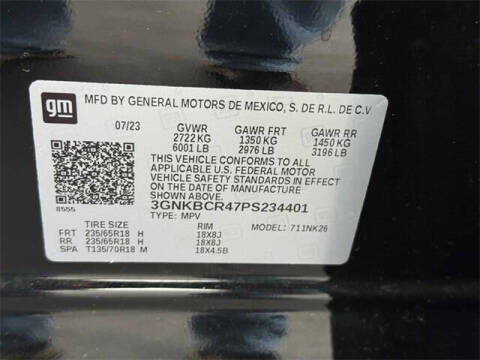 gm MFD BY GENERAL MOTORS DE MEXICO, S. DE R.L. DE C.V.
07/23 GVWR GAWR FRT GAWR RR
2722 KG 1350 KG 1450 KG
6001 LB 2976 LB 3196 LB
THIS VEHICLE CONFORMS TO ALL
APPLICABLE U.S. FEDERAL VEHICLE
SAFETY STANDARDS IN EFFECT ON THE
DATE OF MANUFACTURE
SHOWN ABOVE.
8555 3GNKBCR47PS234401
TYPE: MPV MODEL: 711NK26
TIRE SIZE RIM
FRT 235/65R18 H 18X8J
RR 235/65R18 H 18X8J
SPA T135/70R18 M 18X4.5B